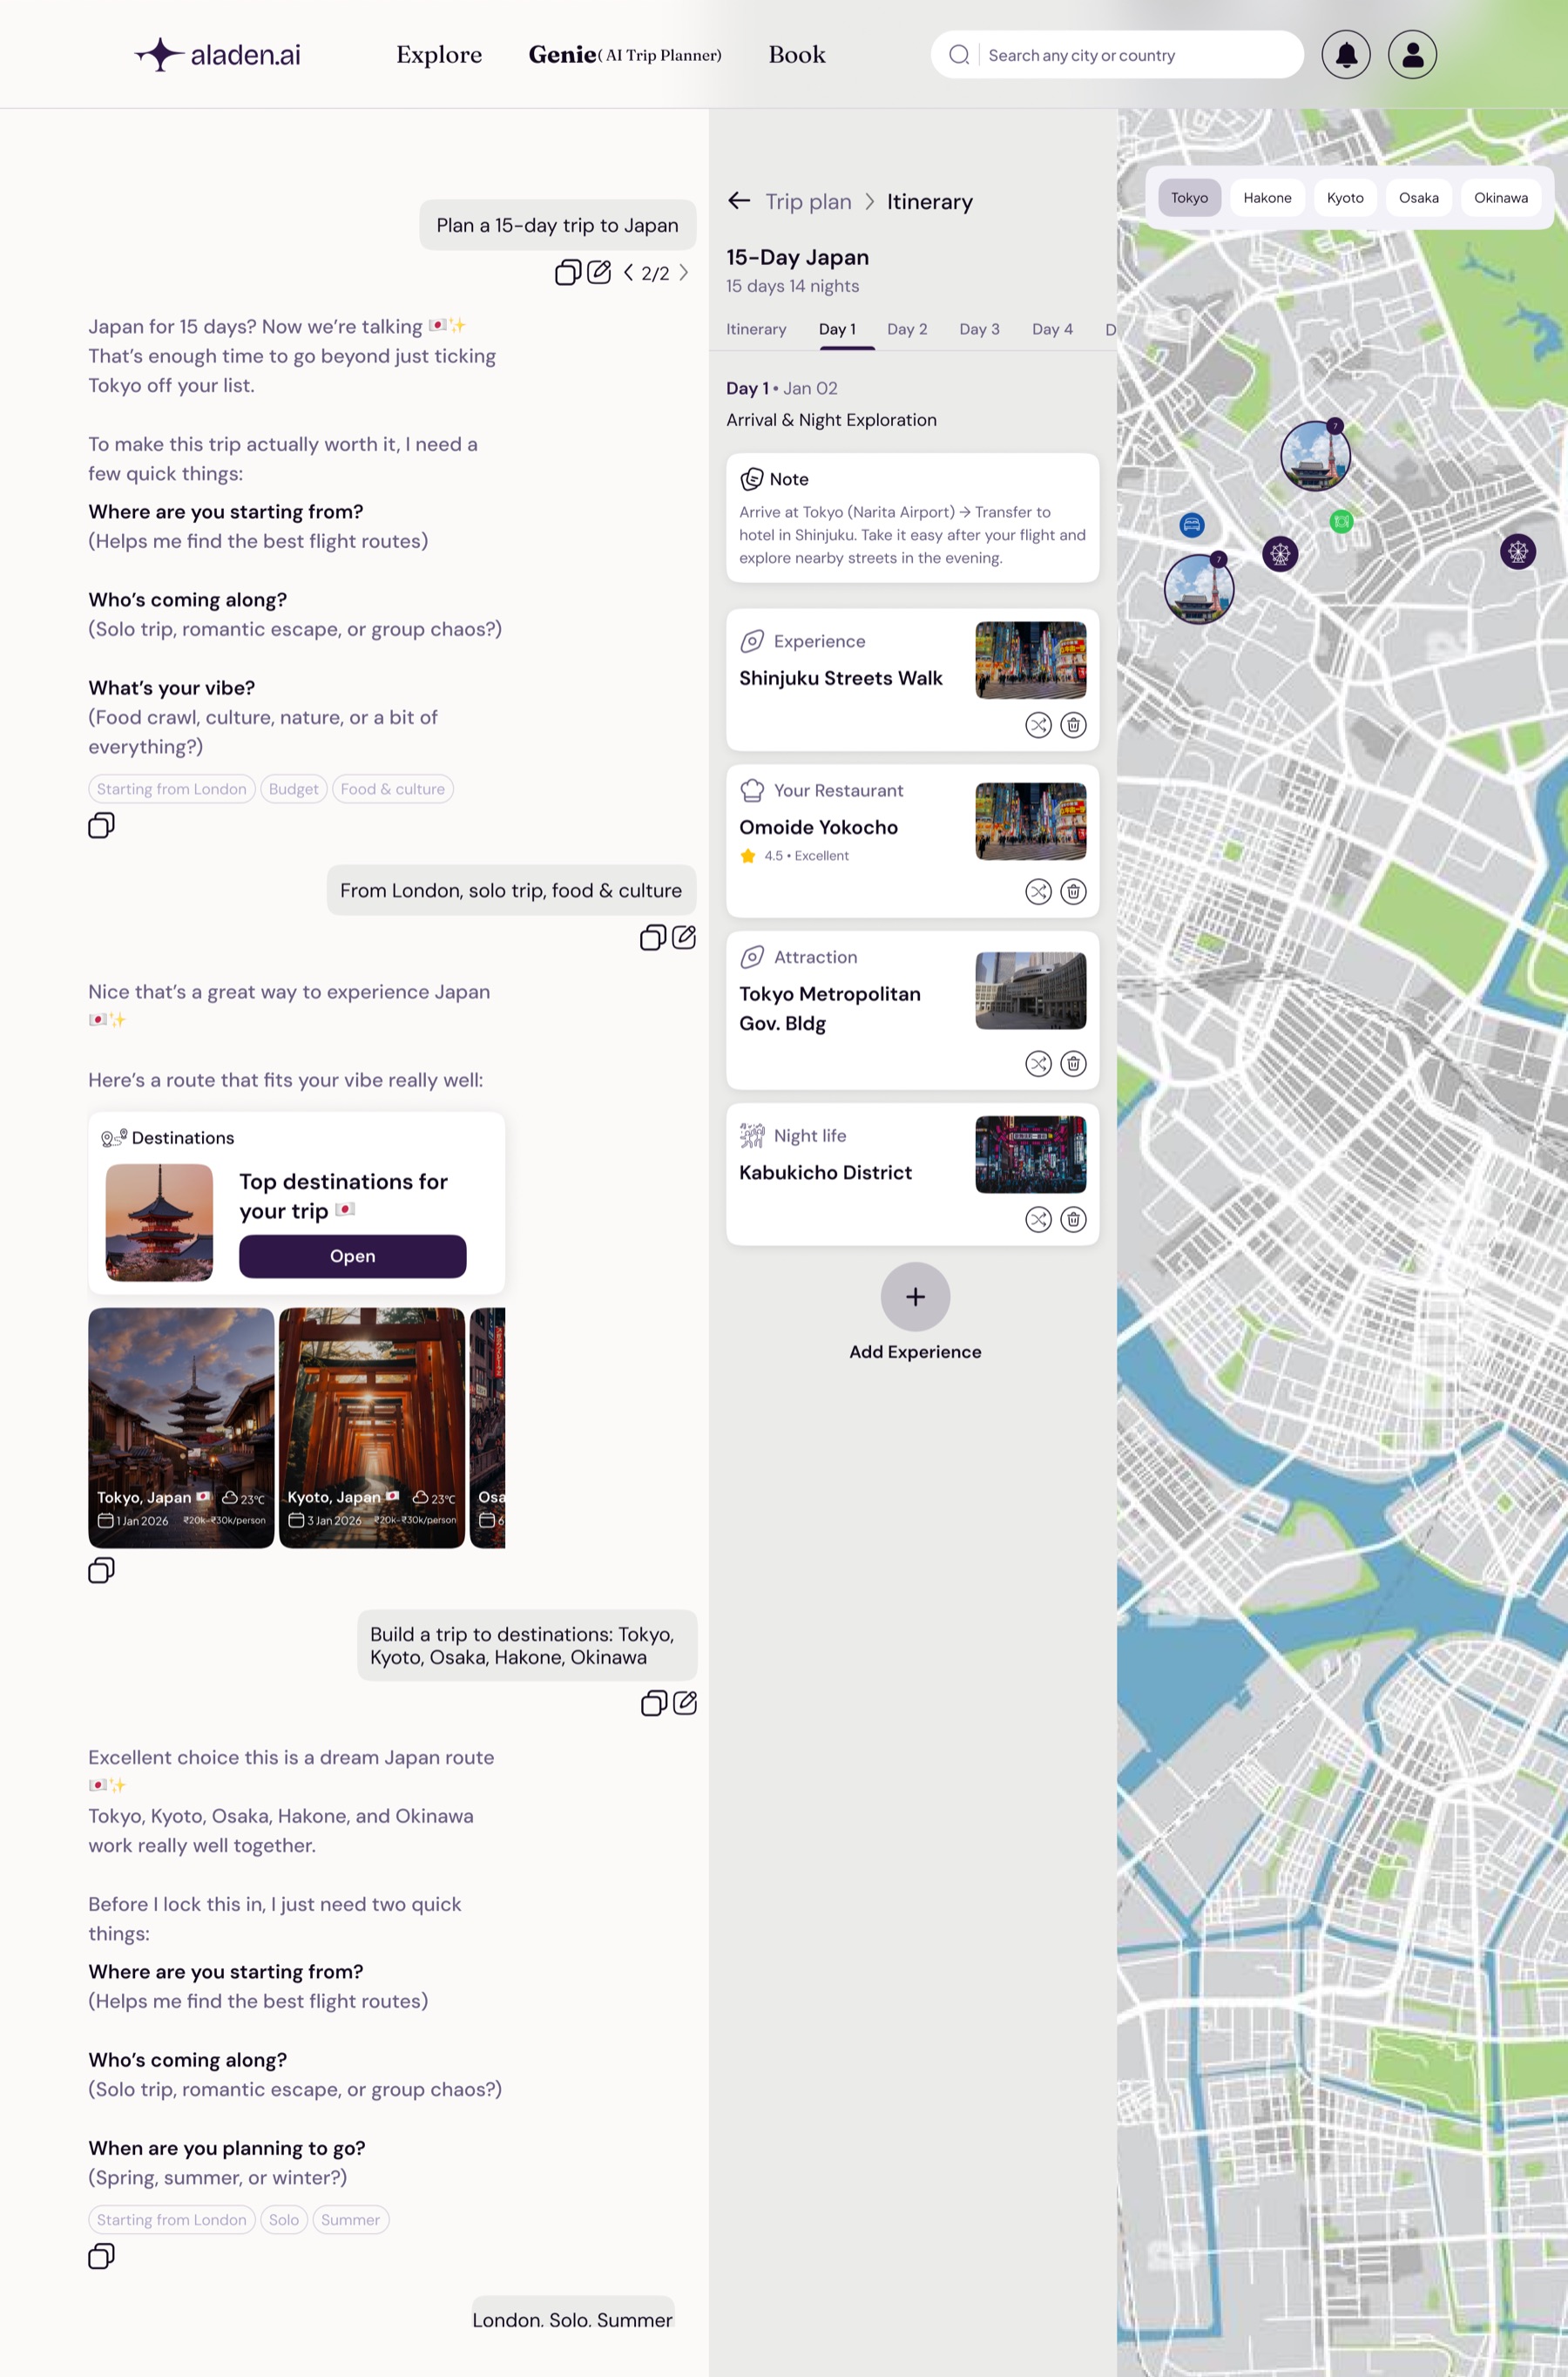 aladen.ai
Explore
Genie( AI Trip Planner)
Book
Search any city or country
Plan a 15-day trip to Japan
2/2
Japan for 15 days? Now we're talking 🇯🇵✨
That's enough time to go beyond just ticking
Tokyo off your list.
To make this trip actually worth it, I need a
few quick things:
Where are you starting from?
(Helps me find the best flight routes)
Who's coming along?
(Solo trip, romantic escape, or group chaos?)
What's your vibe?
(Food crawl, culture, nature, or a bit of
everything?)
Starting from London
Budget
Food & culture
From London, solo trip, food & culture
Nice that's a great way to experience Japan
🇯🇵✨
Here's a route that fits your vibe really well:
Destinations
Top destinations for
your trip 🇯🇵
Open
Tokyo, Japan 🇯🇵 23°C
1 Jan 2026 ₹20k-₹30k/person
Kyoto, Japan 🇯🇵 23°C
3 Jan 2026 ₹20k-₹30k/person
Osa
6
Build a trip to destinations: Tokyo,
Kyoto, Osaka, Hakone, Okinawa
Excellent choice this is a dream Japan route
🇯🇵✨
Tokyo, Kyoto, Osaka, Hakone, and Okinawa
work really well together.
Before I lock this in, I just need two quick
things:
Where are you starting from?
(Helps me find the best flight routes)
Who's coming along?
(Solo trip, romantic escape, or group chaos?)
When are you planning to go?
(Spring, summer, or winter?)
Starting from London
Solo
Summer
London. Solo. Summer
Trip plan > Itinerary
15-Day Japan
15 days 14 nights
Itinerary
Day 1
Day 2
Day 3
Day 4
D
Day 1 • Jan 02
Arrival & Night Exploration
Note
Arrive at Tokyo (Narita Airport) → Transfer to
hotel in Shinjuku. Take it easy after your flight and
explore nearby streets in the evening.
Experience
Shinjuku Streets Walk
Your Restaurant
Omoide Yokocho
4.5 • Excellent
Attraction
Tokyo Metropolitan
Gov. Bldg
Night life
Kabukicho District
Add Experience
Tokyo
Hakone
Kyoto
Osaka
Okinawa
7
7